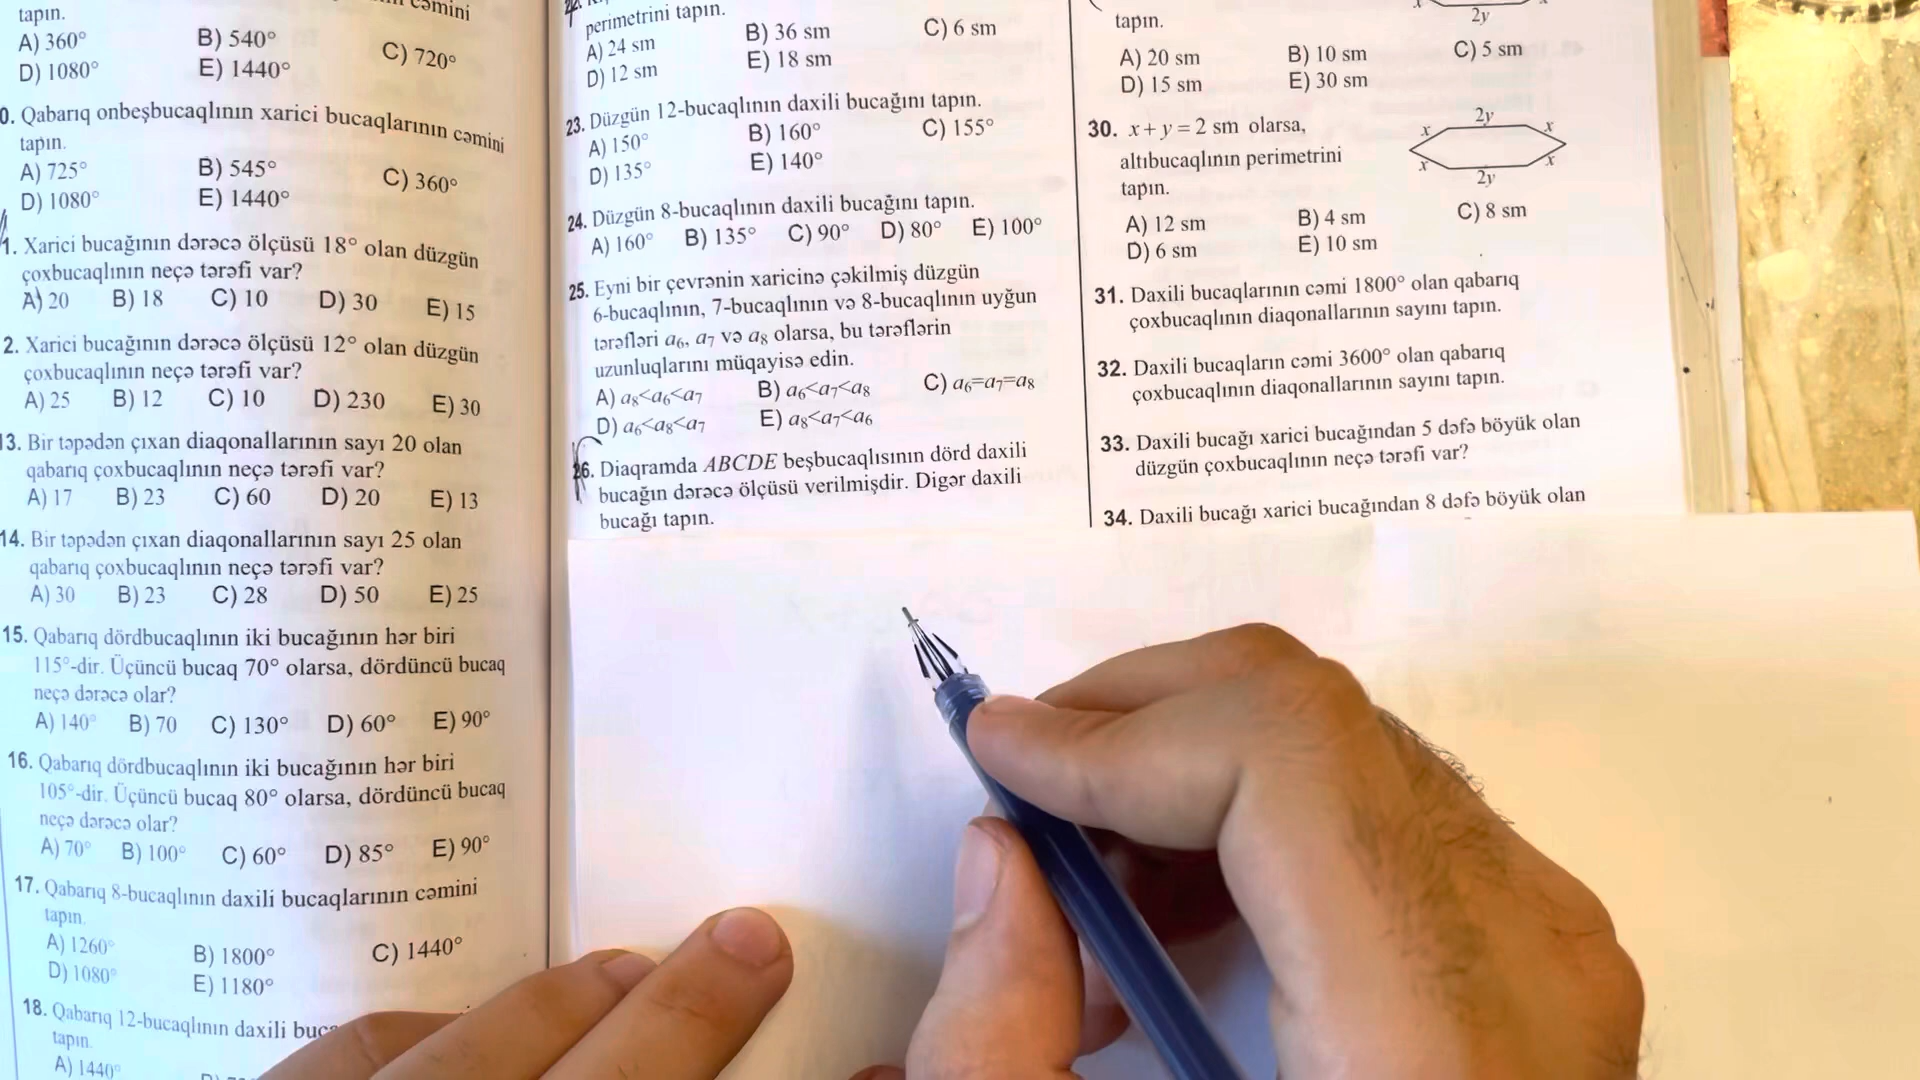 tapın.
A) 360° B) 540° C) 720°
D) 1080° E) 1440°
0. Qabarıq onbeşbucaqlının xarici bucaqlarının cəmini
tapın.
A) 725° B) 545° C) 360°
D) 1080° E) 1440°
1. Xarici bucağının dərəcə ölçüsü 18° olan düzgün
çoxbucaqlının neçə tərəfi var?
A) 20 B) 18 C) 10 D) 30 E) 15
2. Xarici bucağının dərəcə ölçüsü 12° olan düzgün
çoxbucaqlının neçə tərəfi var?
A) 25 B) 12 C) 10 D) 230 E) 30
13. Bir təpədən çıxan diaqonallarının sayı 20 olan
qabarıq çoxbucaqlının neçə tərəfi var?
A) 17 B) 23 C) 60 D) 20 E) 13
14. Bir təpədən çıxan diaqonallarının sayı 25 olan
qabarıq çoxbucaqlının neçə tərəfi var?
A) 30 B) 23 C) 28 D) 50 E) 25
15. Qabarıq dördbucaqlının iki bucağının hər biri
115°-dir. Üçüncü bucaq 70° olarsa, dördüncü bucaq
neçə dərəcə olar?
A) 140° B) 70 C) 130° D) 60° E) 90°
16. Qabarıq dördbucaqlının iki bucağının hər biri
105°-dir. Üçüncü bucaq 80° olarsa, dördüncü bucaq
neçə dərəcə olar?
A) 70° B) 100° C) 60° D) 85° E) 90°
17. Qabarıq 8-bucaqlının daxili bucaqlarının cəmini
tapın.
A) 1260° B) 1800° C) 1440°
D) 1080° E) 1180°
18. Qabarıq 12-bucaqlının daxili
tapın.
A) 1440°
perimetrini tapın.
A) 24 sm B) 36 sm C) 6 sm
D) 12 sm E) 18 sm
23. Düzgün 12-bucaqlının daxili bucağını tapın.
A) 150° B) 160° C) 155°
D) 135° E) 140°
24. Düzgün 8-bucaqlının daxili bucağını tapın.
A) 160° B) 135° C) 90° D) 80° E) 100°
25. Eyni bir çevrənin xaricinə çəkilmiş düzgün
6-bucaqlının, 7-bucaqlının və 8-bucaqlının uyğun
tərəfləri a₆, a₇ və a₈ olarsa, bu tərəflərin
uzunluqlarını müqayisə edin.
A) a₈<a₆<a₇ B) a₆<a₇<a₈ C) a₆=a₇=a₈
D) a₆<a₈<a₇ E) a₈<a₇<a₆
26. Diaqramda ABCDE beşbucaqlısının dörd daxili
bucağın dərəcə ölçüsü verilmişdir. Digər daxili
bucağı tapın.
2y
tapın.
A) 20 sm B) 10 sm C) 5 sm
D) 15 sm E) 30 sm
30. x + y = 2 sm olarsa,
altıbucaqlının perimetrini
tapın.
2y
x x
x x
2y
A) 12 sm B) 4 sm C) 8 sm
D) 6 sm E) 10 sm
31. Daxili bucaqlarının cəmi 1800° olan qabarıq
çoxbucaqlının diaqonallarının sayını tapın.
32. Daxili bucaqların cəmi 3600° olan qabarıq
çoxbucaqlının diaqonallarının sayını tapın.
33. Daxili bucağı xarici bucağından 5 dəfə böyük olan
düzgün çoxbucaqlının neçə tərəfi var?
34. Daxili bucağı xarici bucağından 8 dəfə böyük olan